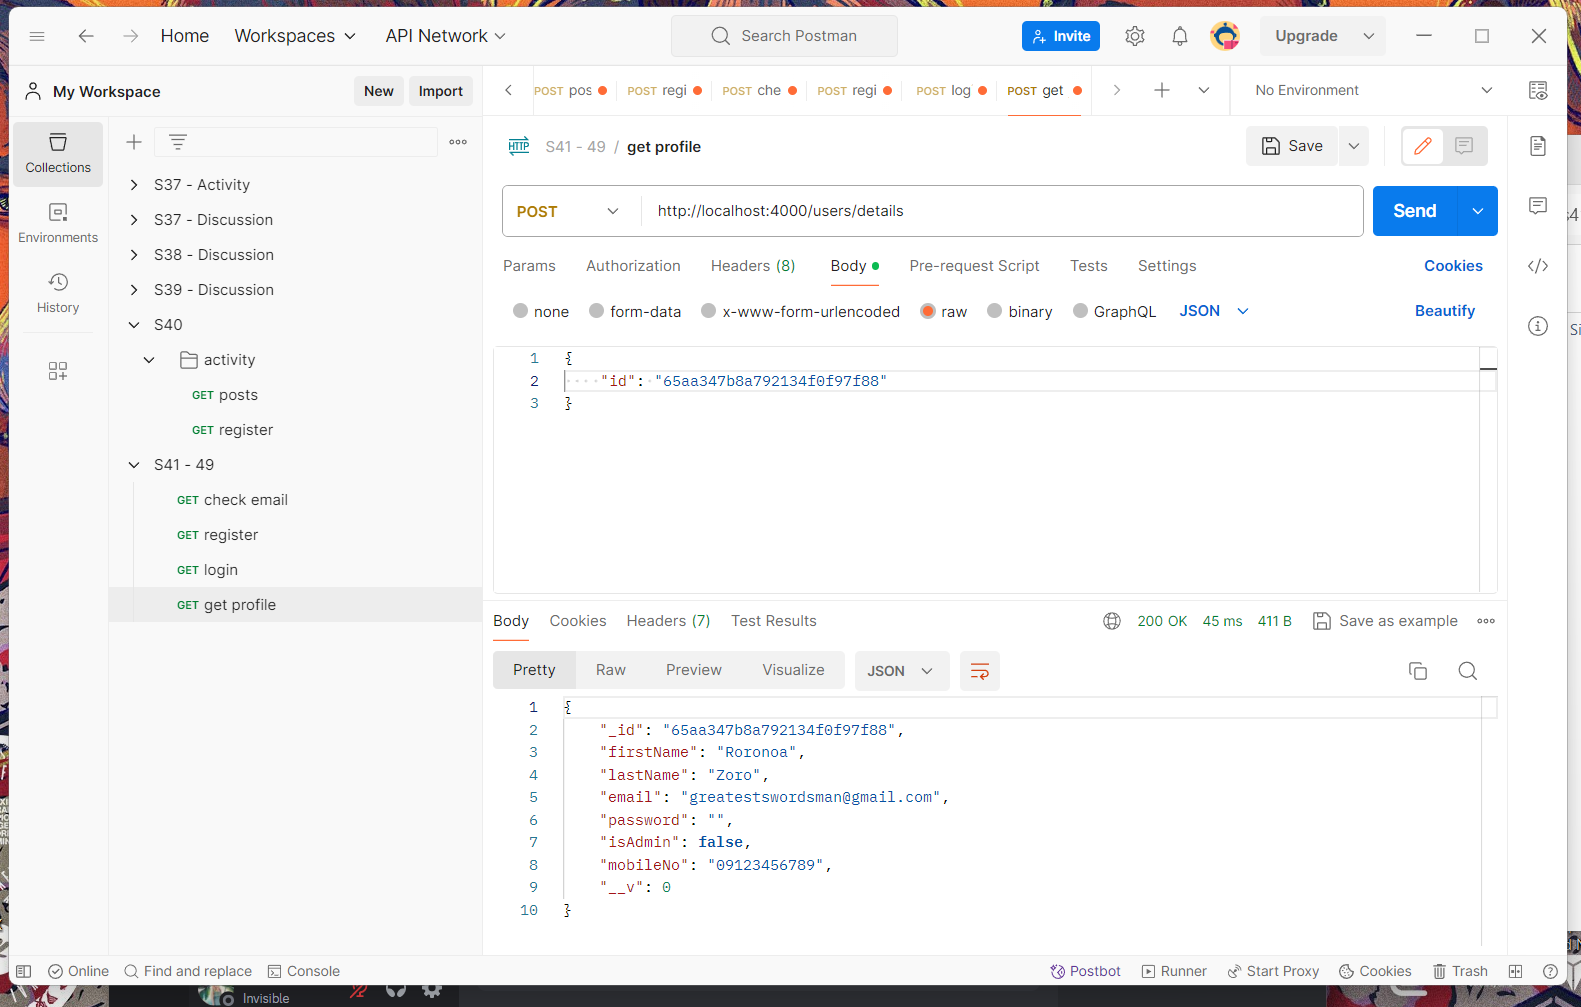 Home Workspaces API Network Search Postman Invite Upgrade
My Workspace New Import
POST pos POST regi POST che POST regi POST log POST get No Environment
Collections
Environments
History
S37 - Activity
S37 - Discussion
S38 - Discussion
S39 - Discussion
S40
activity
GET posts
GET register
S41 - 49
GET check email
GET register
GET login
GET get profile
HTTP S41 - 49 / get profile Save
POST http://localhost:4000/users/details Send
Params Authorization Headers (8) Body Pre-request Script Tests Settings Cookies
none form-data x-www-form-urlencoded raw binary GraphQL JSON Beautify
1 {
2 "id": "65aa347b8a792134f0f97f88"
3 }
Body Cookies Headers (7) Test Results 200 OK 45 ms 411 B Save as example
Pretty Raw Preview Visualize JSON
1 {
2 "_id": "65aa347b8a792134f0f97f88",
3 "firstName": "Roronoa",
4 "lastName": "Zoro",
5 "email": "greatestswordsman@gmail.com",
6 "password": "",
7 "isAdmin": false,
8 "mobileNo": "09123456789",
9 "__v": 0
10 }
Online Find and replace Console Postbot Runner Start Proxy Cookies Trash
Invisible